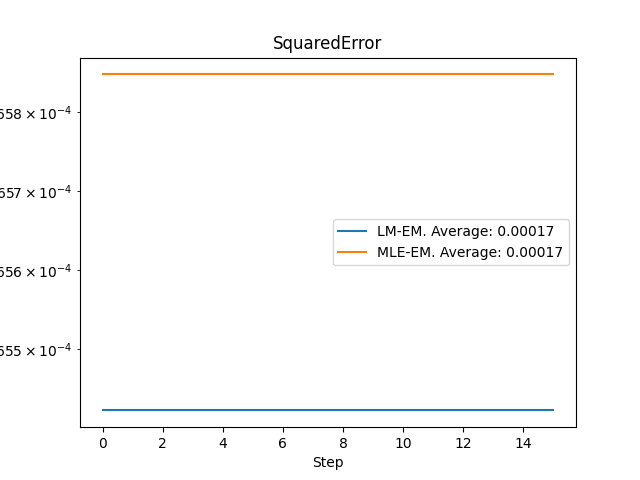 SquaredError
658 × 10⁻⁴
657 × 10⁻⁴
656 × 10⁻⁴
655 × 10⁻⁴
LM-EM. Average: 0.00017
MLE-EM. Average: 0.00017
0 2 4 6 8 10 12 14
Step